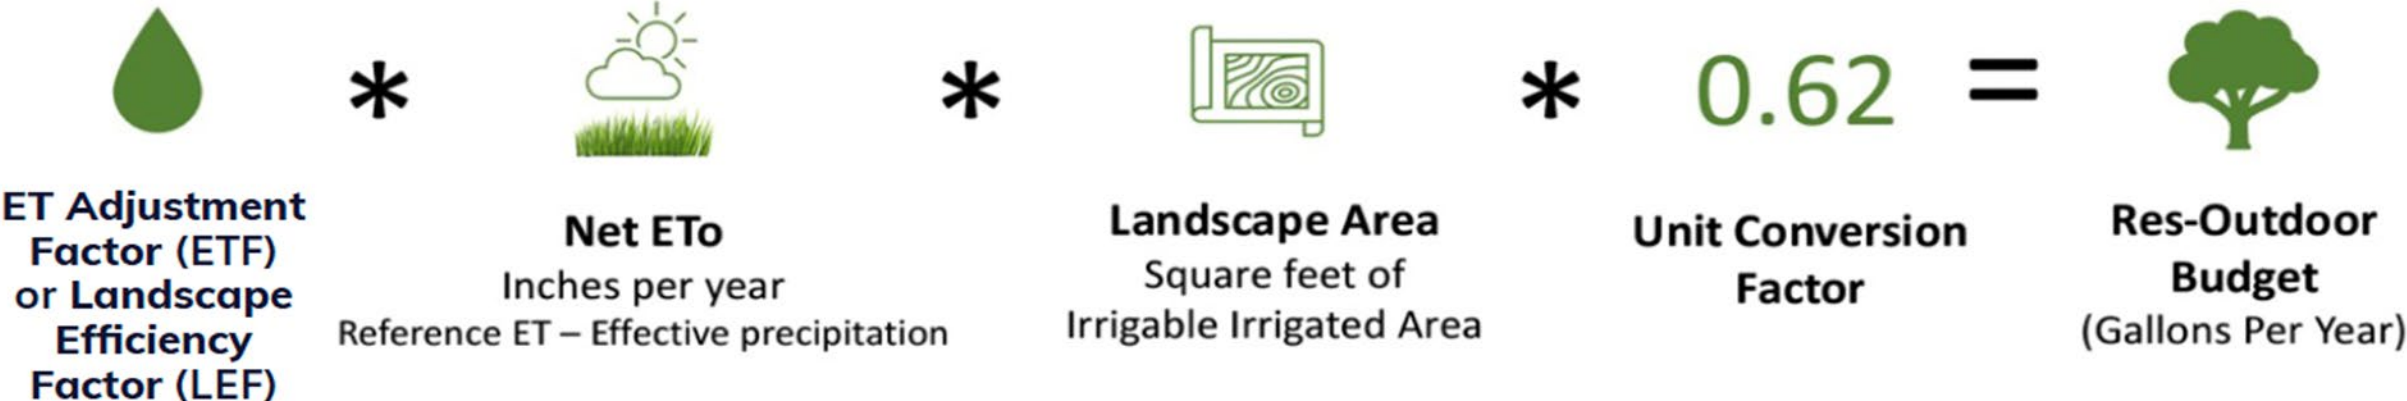 *
*
*
0.62
=
ET Adjustment
Factor (ETF)
or Landscape
Efficiency
Factor (LEF)
Net ETo
Inches per year
Reference ET – Effective precipitation
Landscape Area
Square feet of
Irrigable Irrigated Area
Unit Conversion
Factor
Res-Outdoor
Budget
(Gallons Per Year)